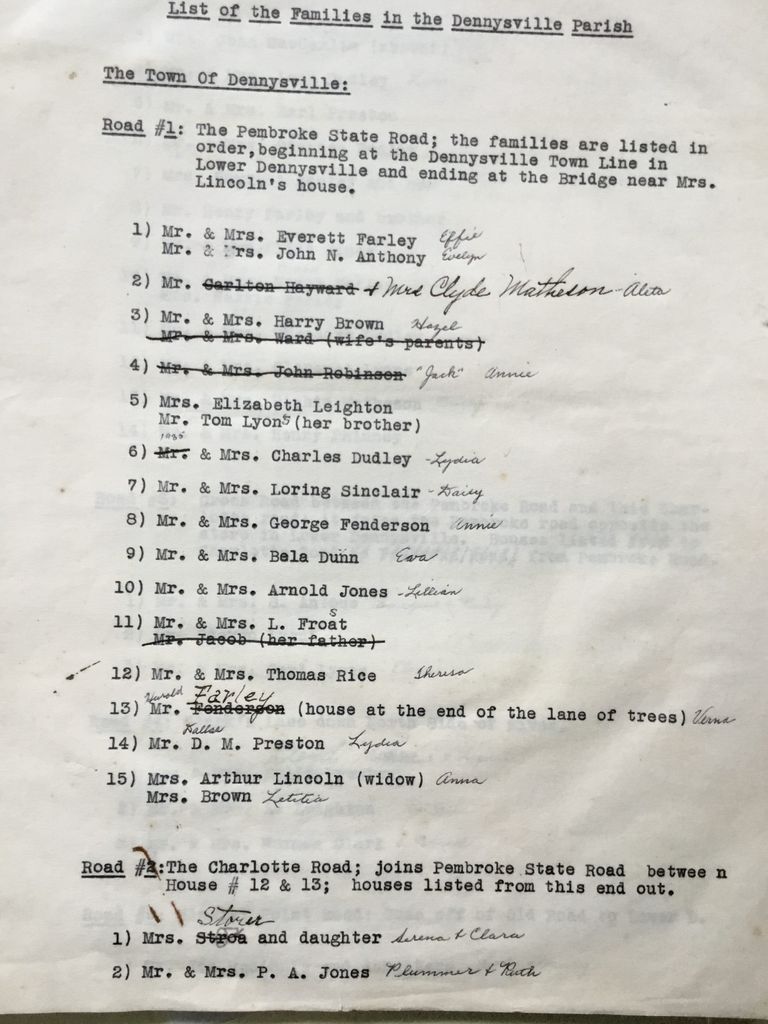 List of the Families in the Dennysville Parish
The Town Of Dennysville:
Road #1: The Pembroke State Road; the families are listed in
order,beginning at the Dennysville Town Line in
Lower Dennysville and ending at the Bridge near Mrs.
Lincoln's house.
1) Mr. & Mrs. Everett Farley Effie
Mr. & Mrs. John N. Anthony Evelyn
2) Mr. Carlton Hayward + Mrs Clyde Matheson - Aleta
3) Mr. & Mrs. Harry Brown Hazel
Mr. & Mrs. Ward (wife's parents)
4) Mr. & Mrs. John Robinson "Jack" Annie
5) Mrs. Elizabeth Leighton
Mr. Tom Lyons (her brother)
6) Mr. & Mrs. Charles Dudley - Lydia
7) Mr. & Mrs. Loring Sinclair - Daisy
8) Mr. & Mrs. George Fenderson Annie
9) Mr. & Mrs. Bela Dunn Eva
10) Mr. & Mrs. Arnold Jones - Lillian
s
11) Mr. & Mrs. L. Froat
Mr. Jacob (her father)
12) Mr. & Mrs. Thomas Rice Theresa
Harold Farley
13) Mr. Fenderson (house at the end of the lane of trees) Verna
14) Mr. D. M. Preston Lydia
15) Mrs. Arthur Lincoln (widow) Anna
Mrs. Brown Letitia
Road #2:The Charlotte Road; joins Pembroke State Road betwee n
House # 12 & 13; houses listed from this end out.
Storer
1) Mrs. Stroa and daughter Serena & Clara
2) Mr. & Mrs. P. A. Jones Plummer & Ruth